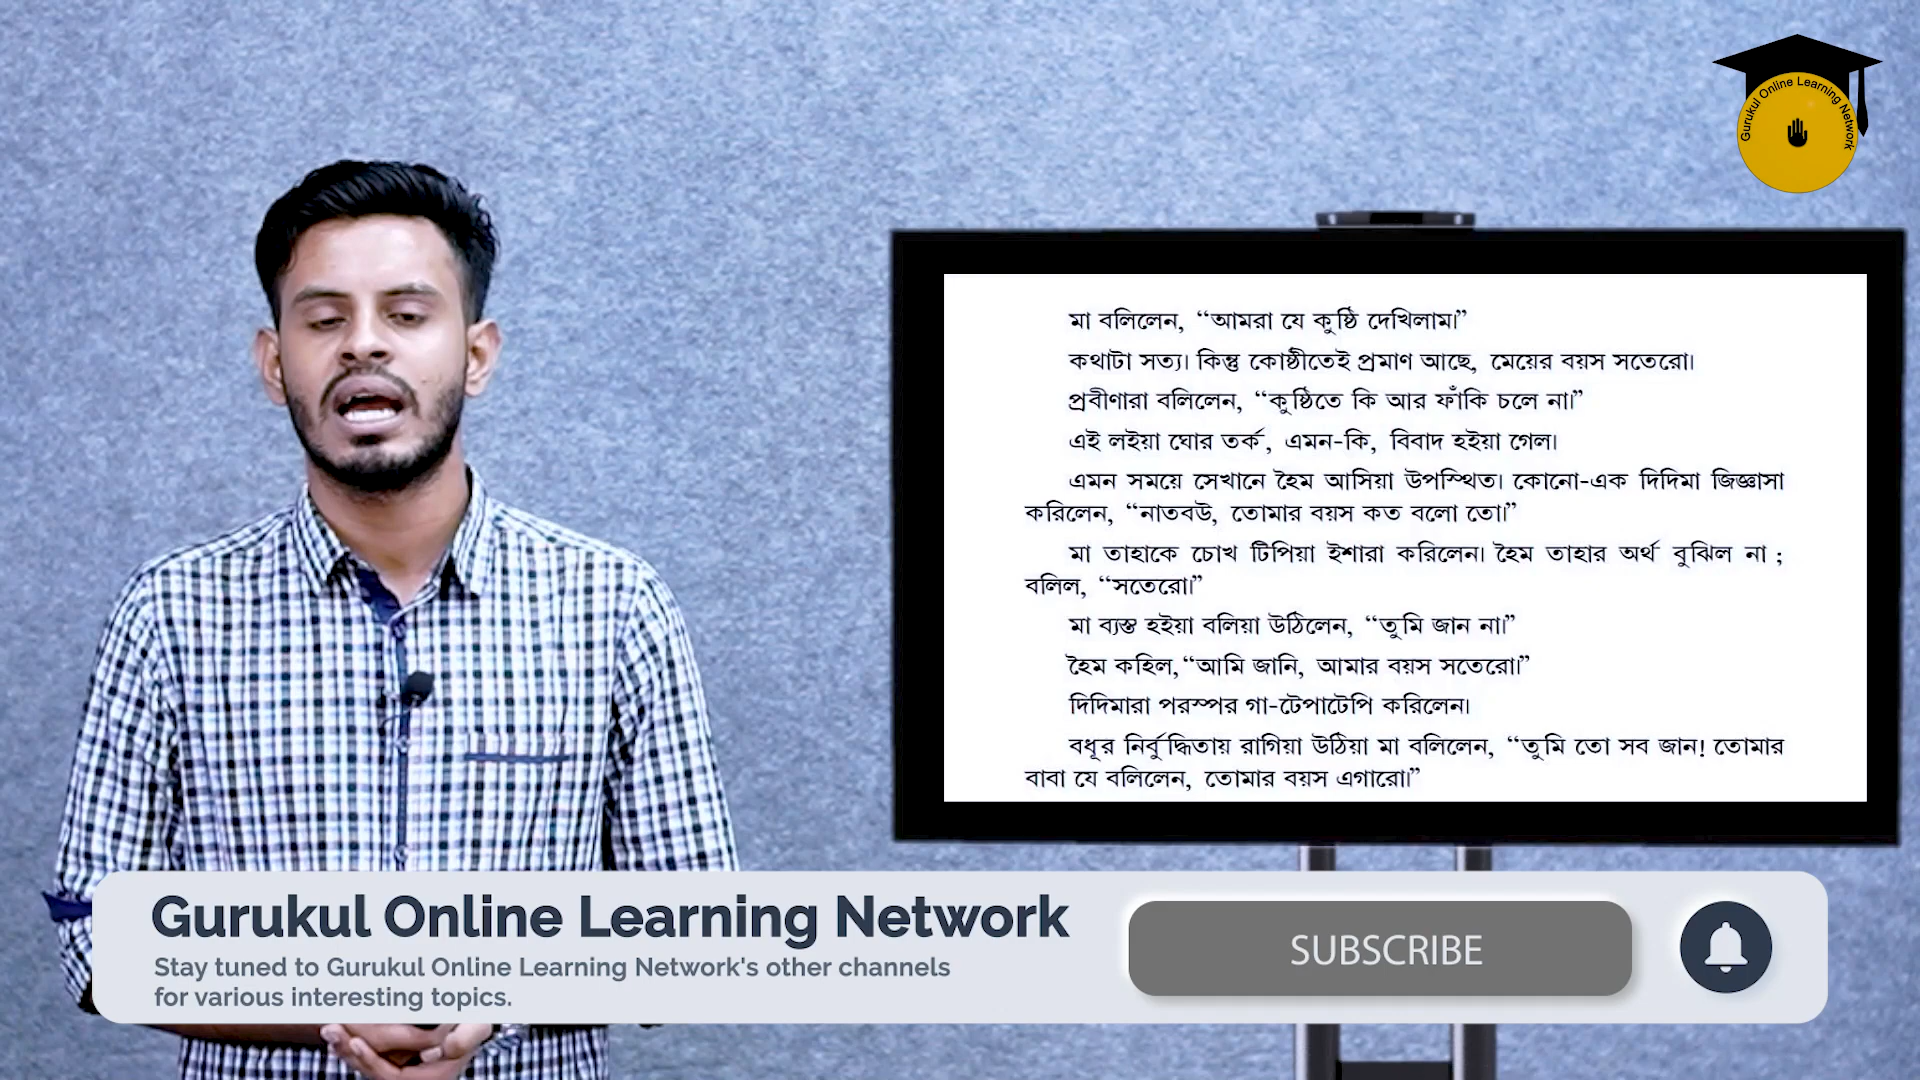 Gurukul Online Learning Network
মা বলিলেন, “আমরা যে কুষ্ঠি দেখিলাম।”
কথাটা সত্য। কিন্তু কোষ্ঠীতেই প্রমাণ আছে, মেয়ের বয়স সতেরো।
প্রবীণারা বলিলেন, “কুষ্ঠিতে কি আর ফাঁকি চলে না।”
এই লইয়া ঘোর তর্ক, এমন-কি, বিবাদ হইয়া গেল।
এমন সময়ে সেখানে হৈম আসিয়া উপস্থিত। কোনো-এক দিদিমা জিজ্ঞাসা
করিলেন, “নাতবউ, তোমার বয়স কত বলো তো।”
মা তাহাকে চোখ টিপিয়া ইশারা করিলেন। হৈম তাহার অর্থ বুঝিল না ;
বলিল, “সতেরো।”
মা ব্যস্ত হইয়া বলিয়া উঠিলেন, “তুমি জান না।”
হৈম কহিল,“আমি জানি, আমার বয়স সতেরো।”
দিদিমারা পরস্পর গা-টেপাটেপি করিলেন।
বধূর নির্বুদ্ধিতায় রাগিয়া উঠিয়া মা বলিলেন, “তুমি তো সব জান! তোমার
বাবা যে বলিলেন, তোমার বয়স এগারো।”
Gurukul Online Learning Network
Stay tuned to Gurukul Online Learning Network's other channels
for various interesting topics.
SUBSCRIBE